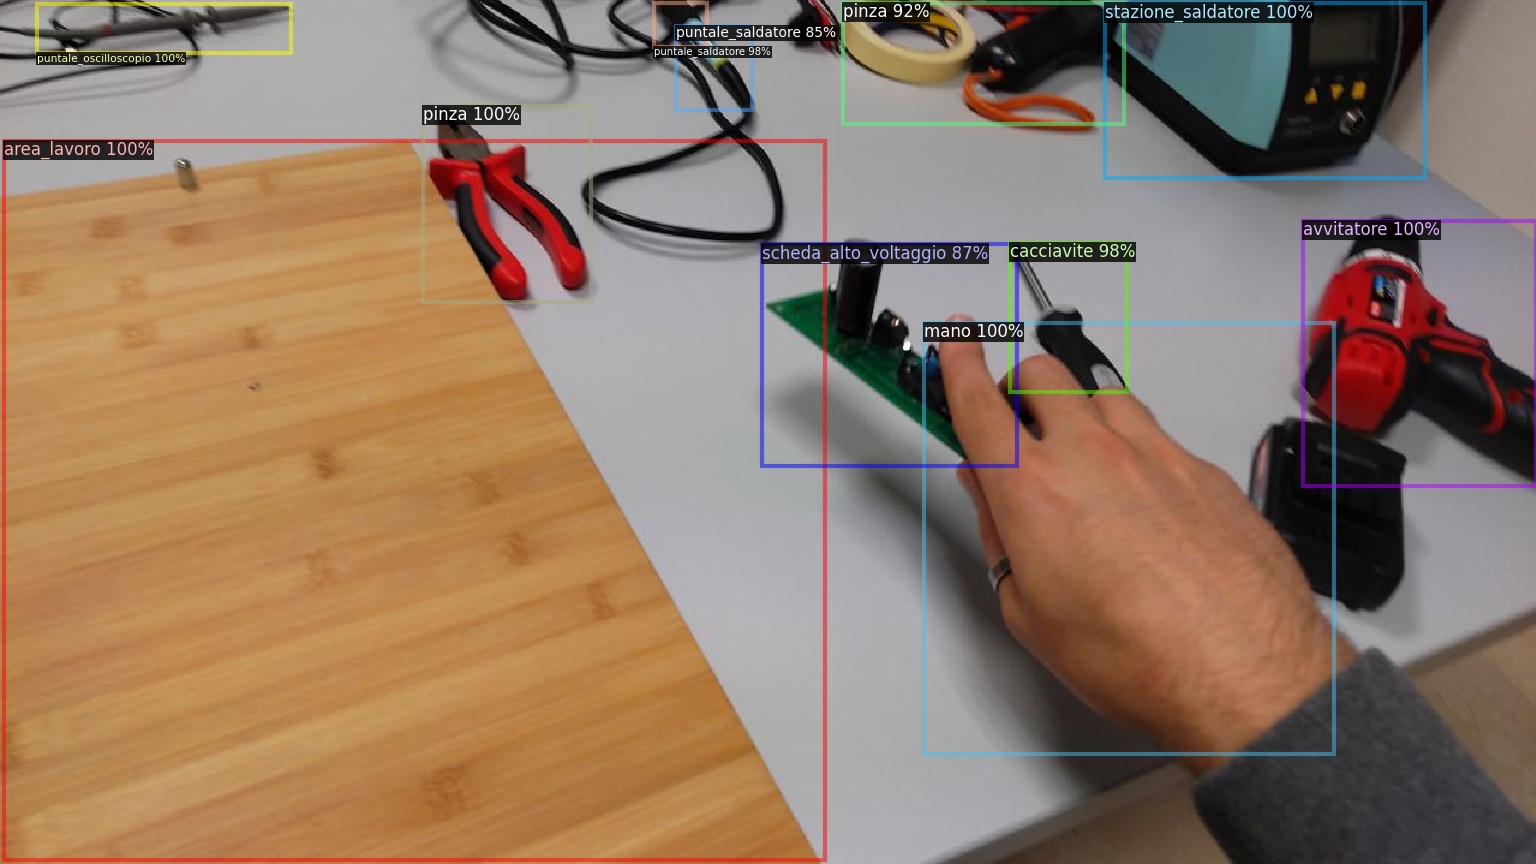 pinza 92%
stazione_saldatore 100%
puntale_saldatore 85%
puntale_saldatore 98%
puntale_oscilloscopio 100%
pinza 100%
area_lavoro 100%
avvitatore 100%
scheda_alto_voltaggio 87%
cacciavite 98%
mano 100%